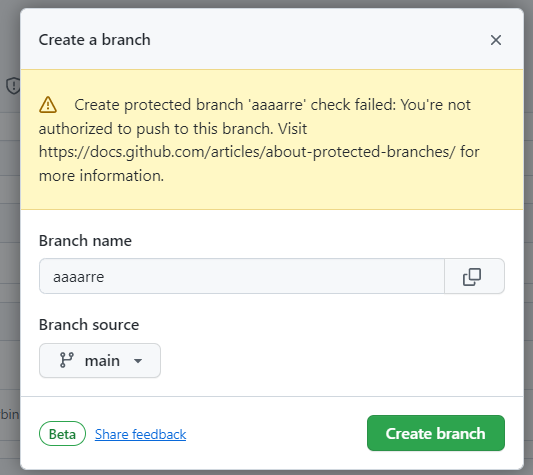 Create a branch
Create protected branch 'aaaarre' check failed: You're not
authorized to push to this branch. Visit
https://docs.github.com/articles/about-protected-branches/ for
more information.
Branch name
aaaarre
Branch source
main
Beta
Share feedback
Create branch